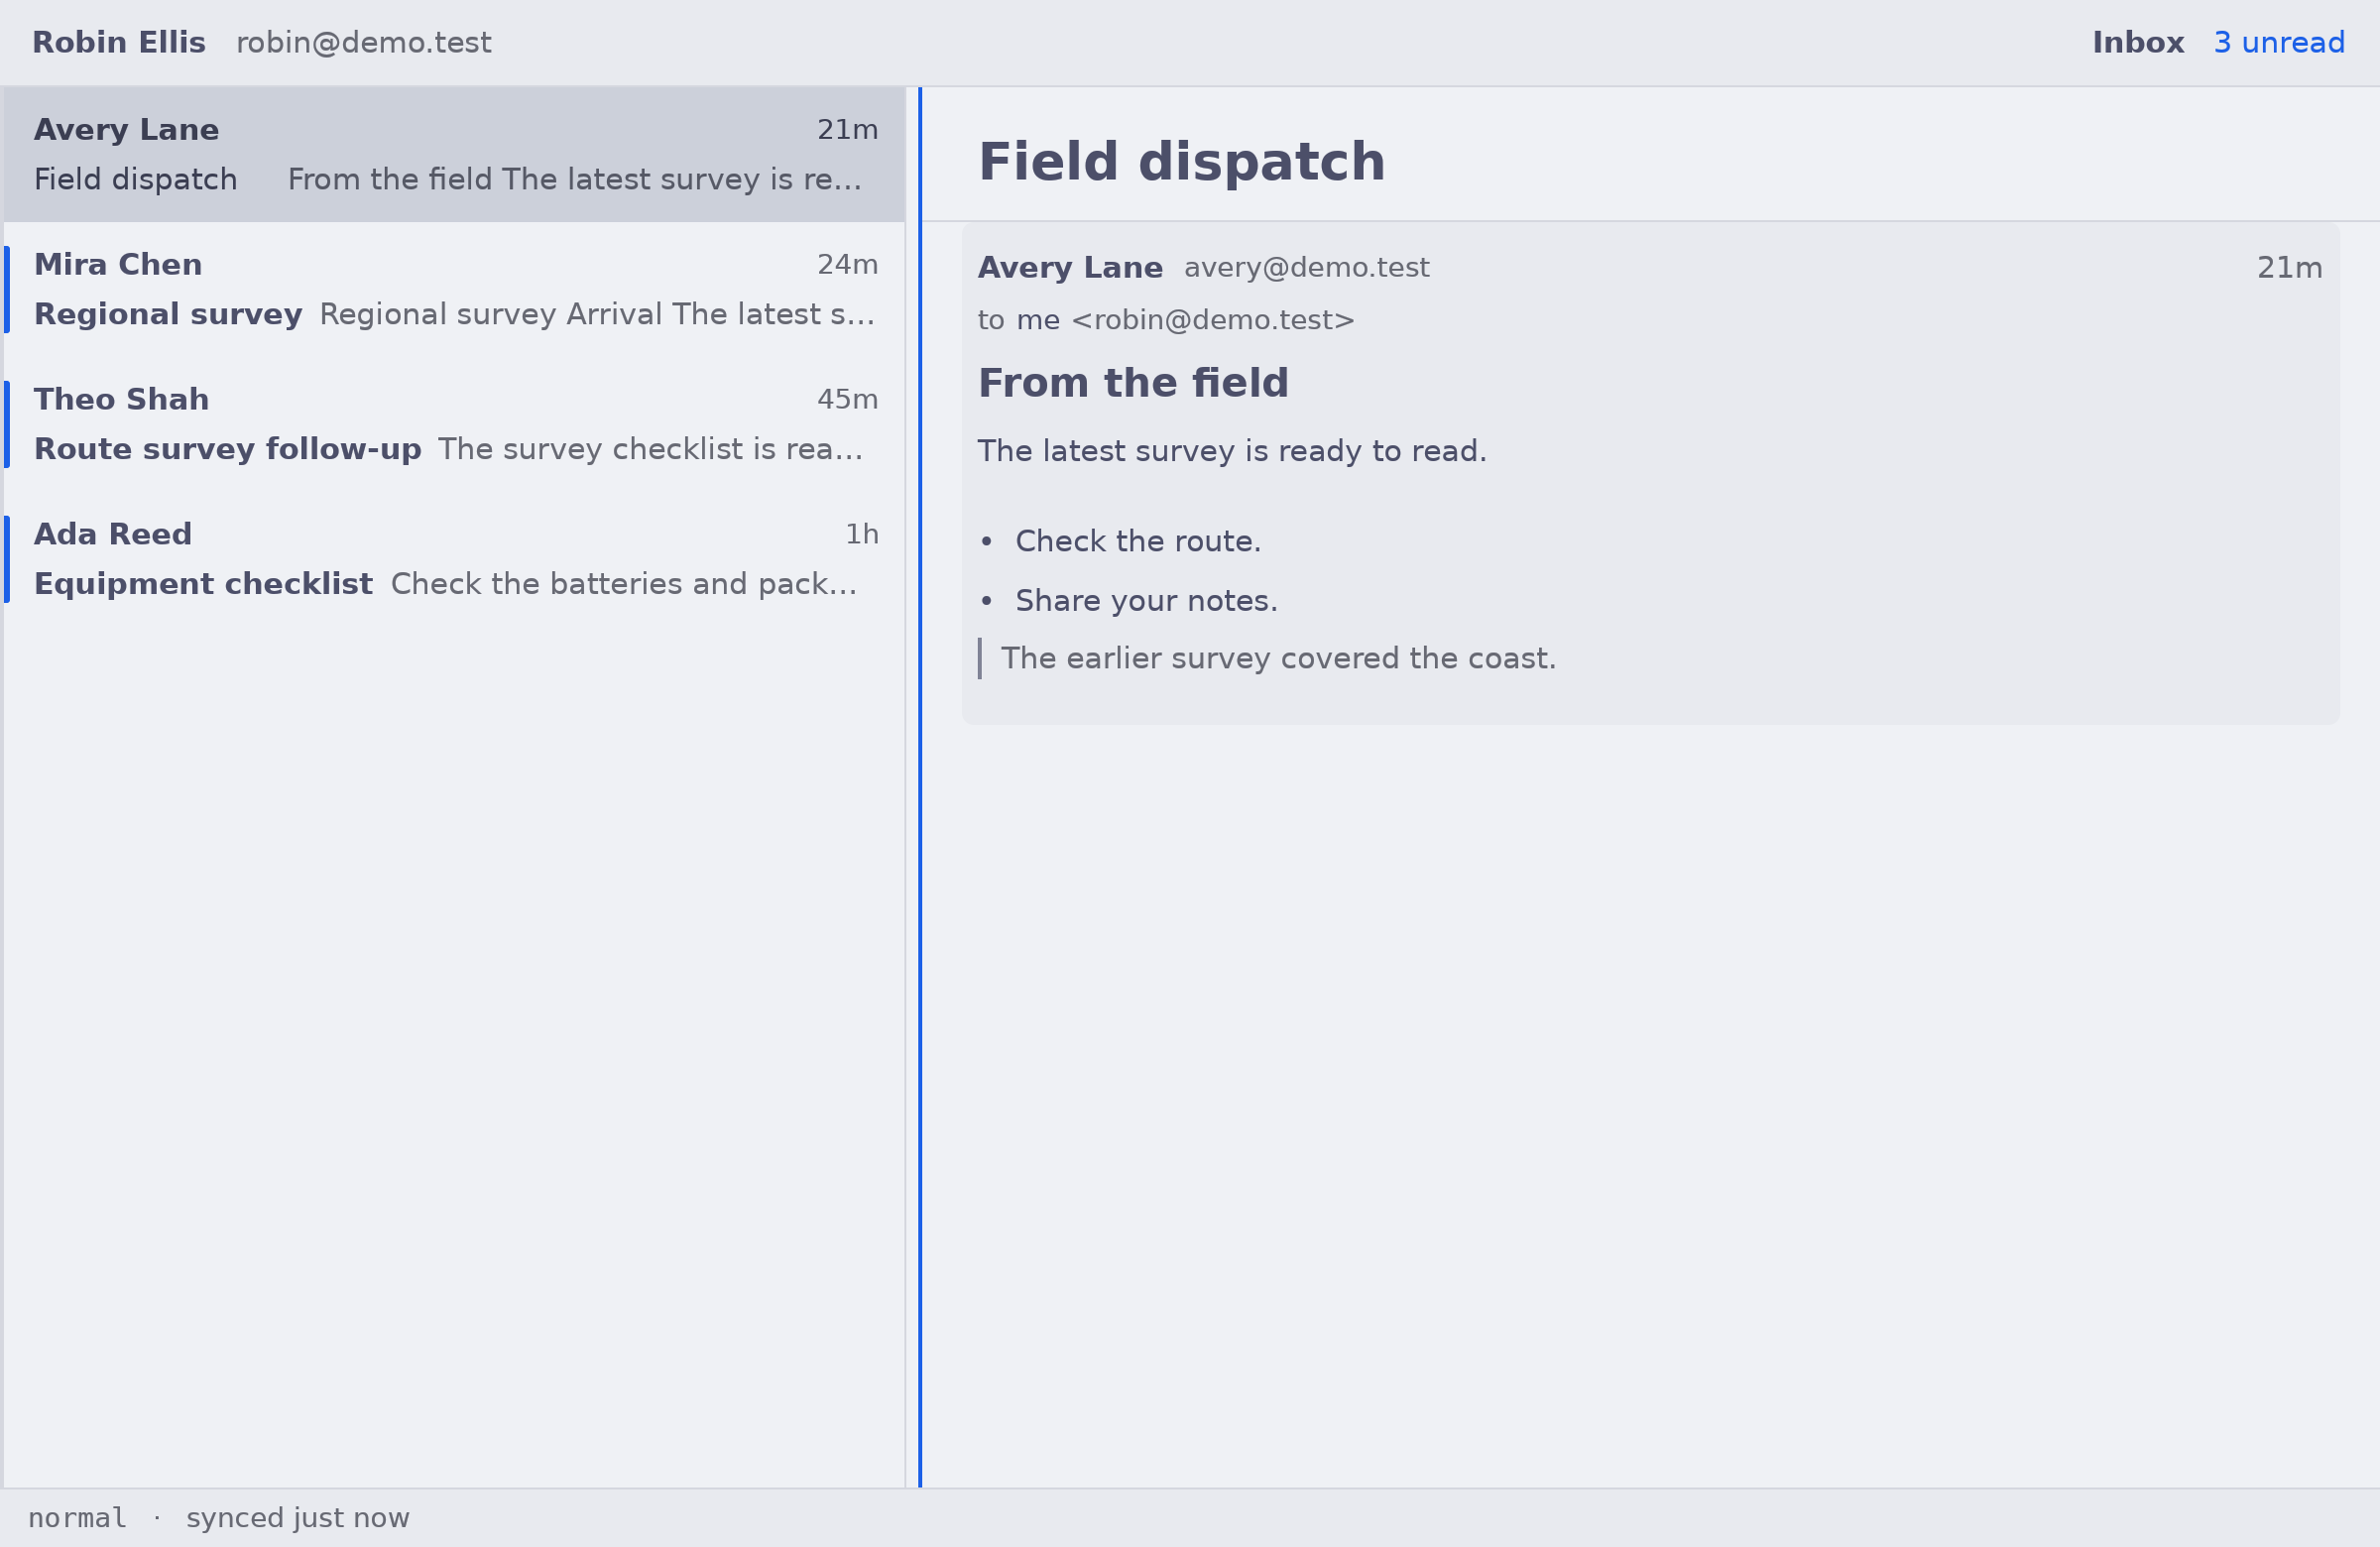 Robin Ellis robin@demo.test Inbox 3 unread
Avery Lane 21m
Field dispatch From the field The latest survey is re…
Mira Chen 24m
Regional survey Regional survey Arrival The latest s…
Theo Shah 45m
Route survey follow-up The survey checklist is rea…
Ada Reed 1h
Equipment checklist Check the batteries and pack…
Field dispatch
Avery Lane avery@demo.test 21m
to me <robin@demo.test>
From the field
The latest survey is ready to read.
• Check the route.
• Share your notes.
The earlier survey covered the coast.
normal · synced just now